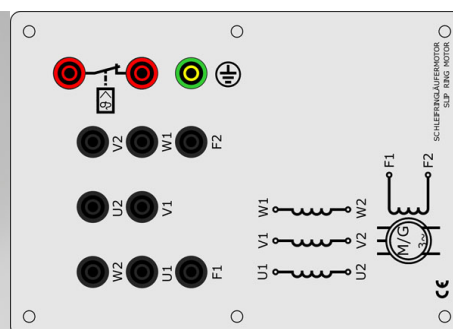 ϑ>
V2 W1 F2
U2 V1
W2 U1 F1
W1 W2
V1 V2
U1 U2
F1 F2
M/G
3~
SCHLEIFRINGLÄUFERMOTOR
SLIP RING MOTOR
CE